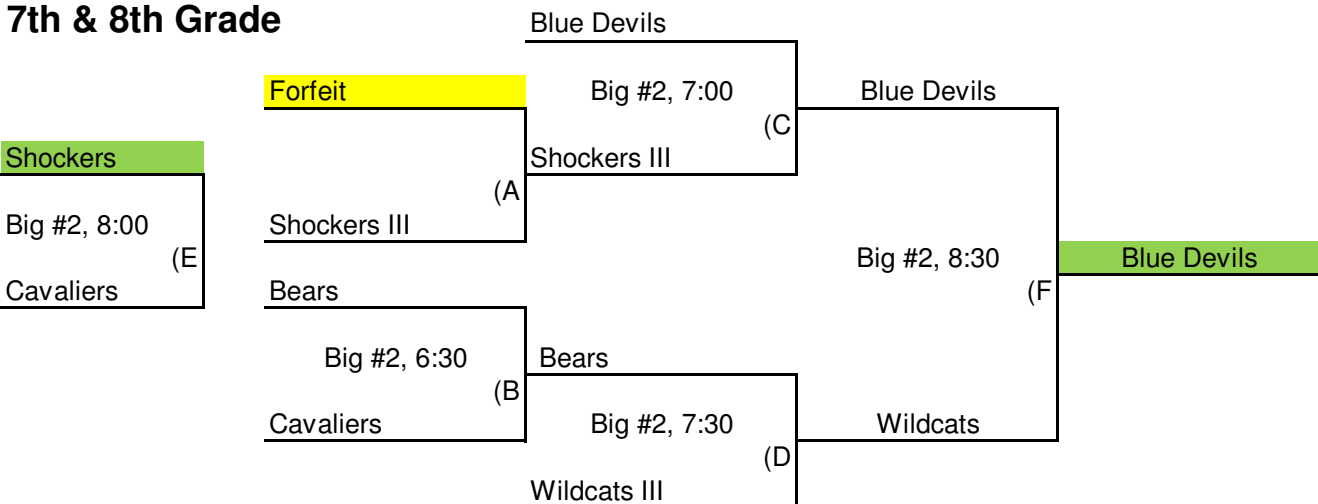 7th & 8th Grade
Blue Devils
Forfeit
Big #2, 7:00
Blue Devils
(C
Shockers
Shockers III
(A
Big #2, 8:00
Shockers III
(E
Big #2, 8:30
Blue Devils
Cavaliers
Bears
(F
Big #2, 6:30
Bears
(B
Cavaliers
Big #2, 7:30
Wildcats
(D
Wildcats III